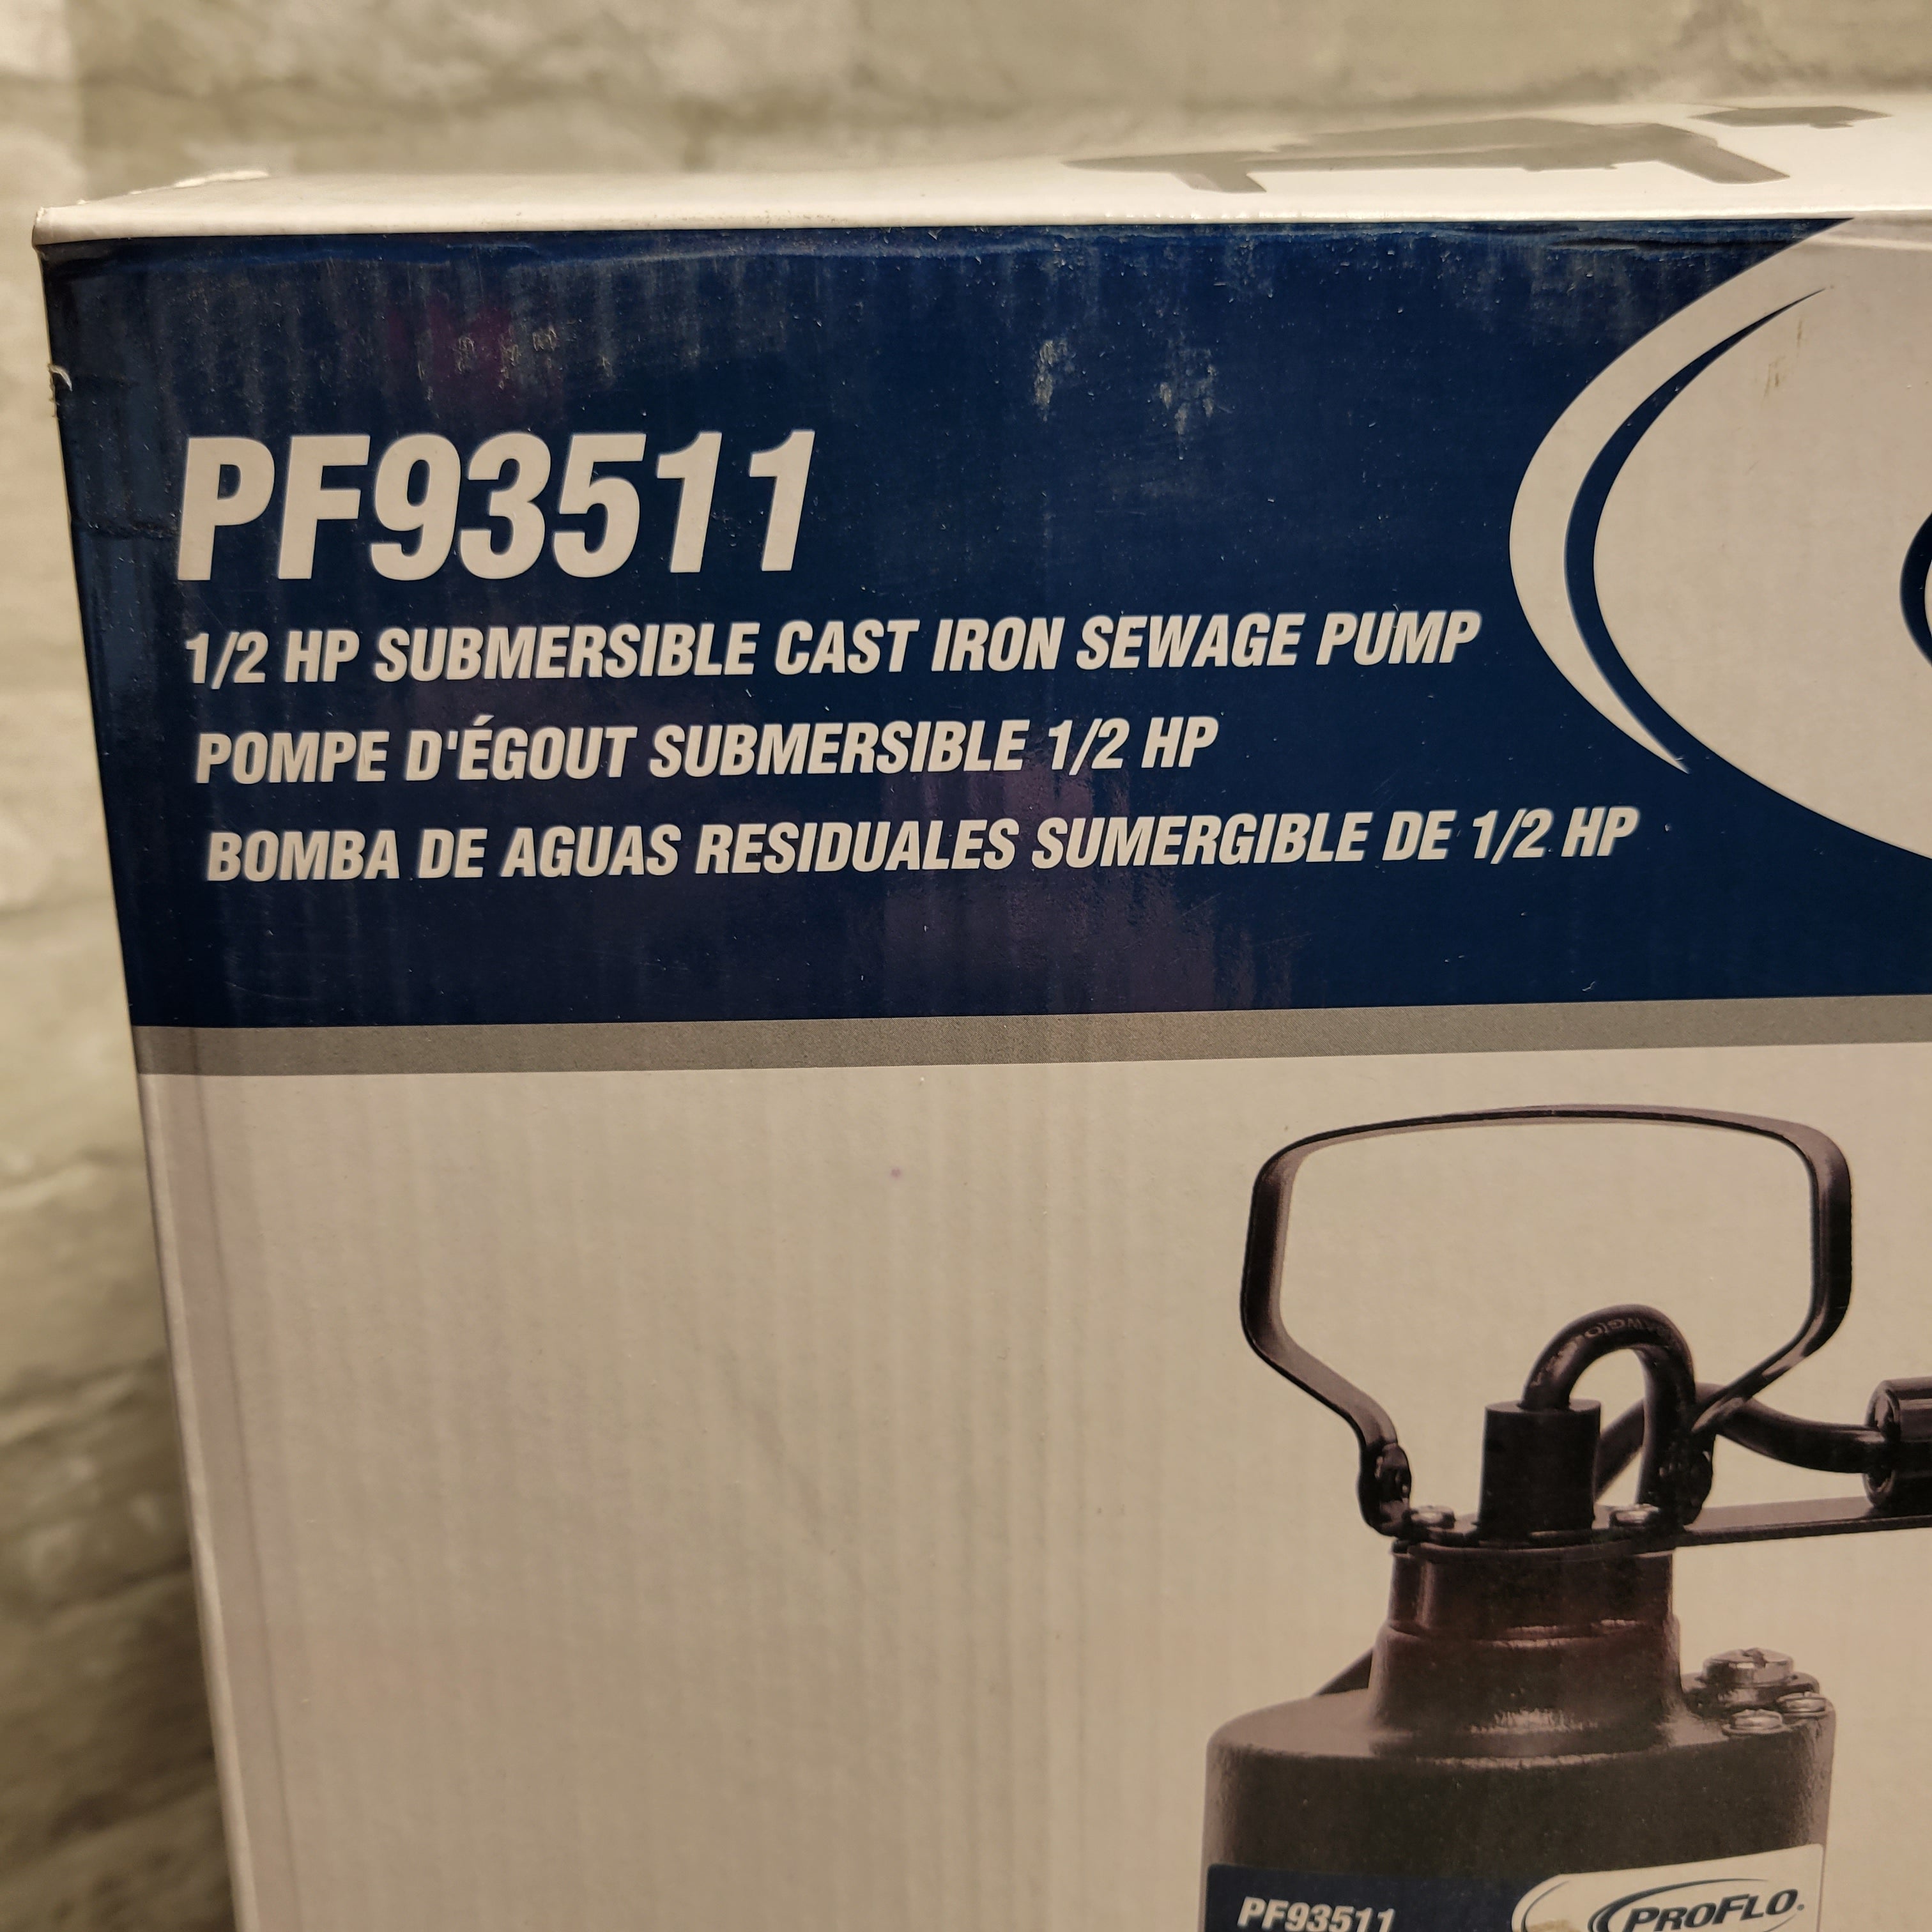 PF93511
1/2 HP SUBMERSIBLE CAST IRON SEWAGE PUMP
POMPE D'ÉGOUT SUBMERSIBLE 1/2 HP
BOMBA DE AGUAS RESIDUALES SUMERGIBLE DE 1/2 HP
PF93511
PROFLO.